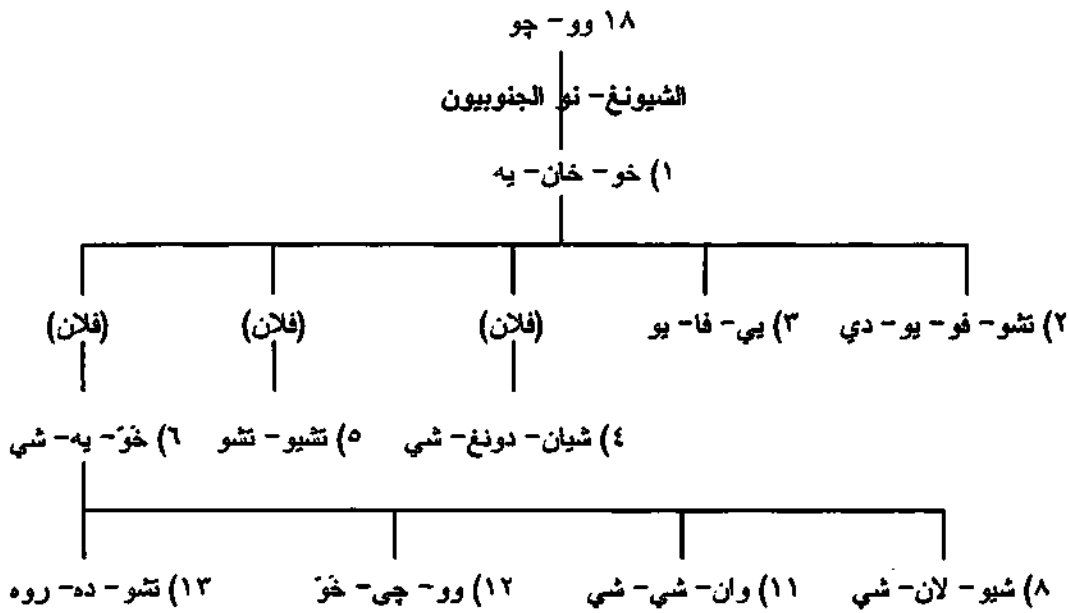 ١٨ وو- چو
الشيونغ- نو الجنوبيون
١) خو- خان- يه
٢) تشو- فو- يو- دي ٣) يي- فا- يو (فلان) (فلان) (فلان)
٤) شيان- دونغ- شي ٥) تشيو- تشو ٦) خَوّ- يه- شي
٨) شيو- لان- شي ١١) وان- شي- شي ١٢) وو- چي- خَوّ ١٣) تشو- ده- روه